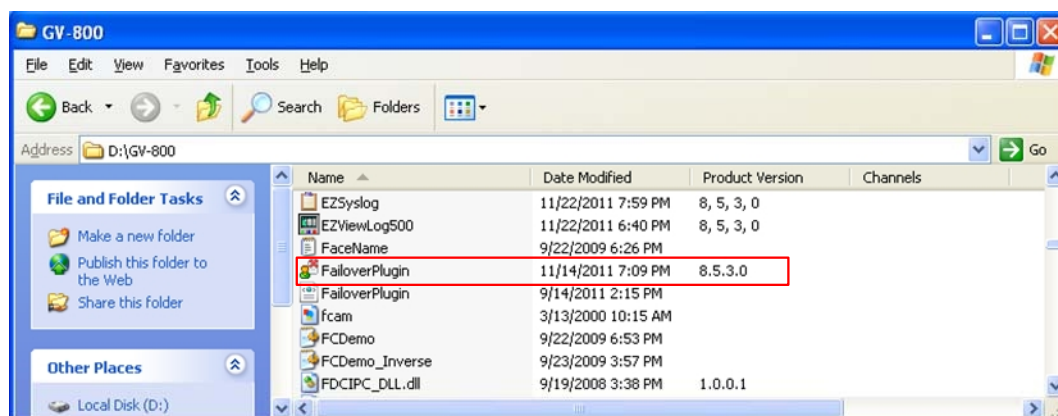 GV-800
File Edit View Favorites Tools Help
Back Search Folders
Address D:\GV-800 Go
File and Folder Tasks
Make a new folder
Publish this folder to
the Web
Share this folder
Other Places
Local Disk (D:)
Name Date Modified Product Version Channels
EZSyslog 11/22/2011 7:59 PM 8, 5, 3, 0
EZViewLog500 11/22/2011 6:40 PM 8, 5, 3, 0
FaceName 9/22/2009 6:26 PM
FailoverPlugin 11/14/2011 7:09 PM 8.5.3.0
FailoverPlugin 9/14/2011 2:15 PM
fcam 3/13/2000 10:15 AM
FCDemo 9/22/2009 6:53 PM
FCDemo_Inverse 9/23/2009 3:57 PM
FDCIPC_DLL.dll 9/19/2008 3:38 PM 1.0.0.1